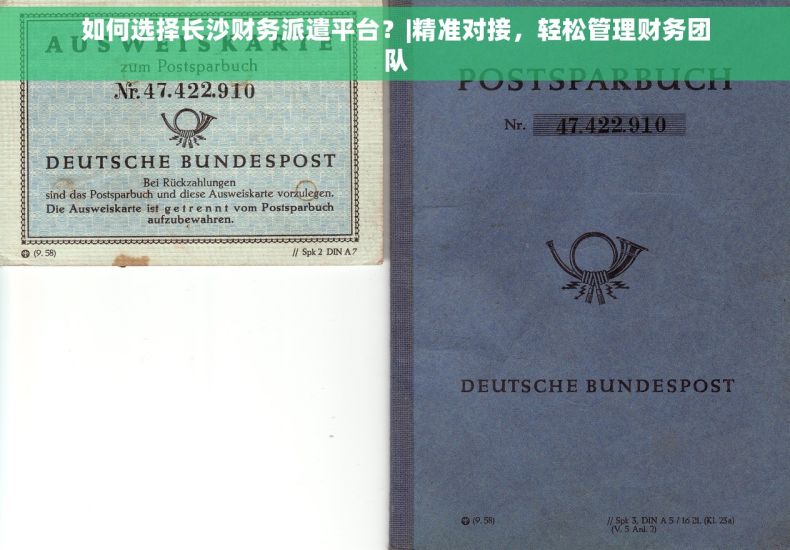 如何选择长沙财务派遣平台？|精准对接，轻松管理财务团
队
AUSWEISKARTE
zum Postsparbuch
Nr. 47.422.910
DEUTSCHE BUNDESPOST
Bei Rückzahlungen
sind das Postsparbuch und diese Ausweiskarte vorzulegen.
Die Ausweiskarte ist getrennt vom Postsparbuch
aufzubewahren.
(9. 58)
// Spk 2 DIN A 7
POSTSPARBUCH
Nr. 47.422.910
DEUTSCHE BUNDESPOST
(9. 58)
// Spk 3, DIN A 5 / 16 Zl. (Kl. 23a)
(V. 5 Anl. 2)